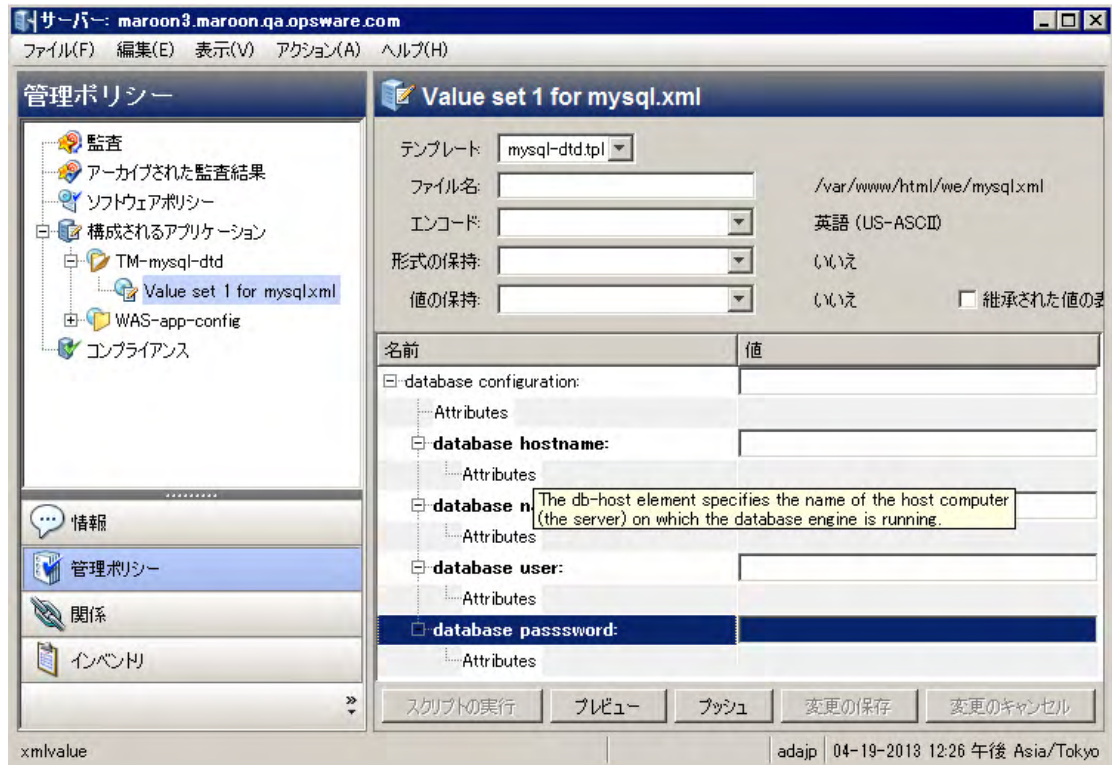 サーバー: maroon3.maroon.qa.opsware.com
ファイル(F) 編集(E) 表示(V) アクション(A) ヘルプ(H)
管理ポリシー
監査
アーカイブされた監査結果
ソフトウェアポリシー
構成されるアプリケーション
TM-mysql-dtd
Value set 1 for mysql.xml
WAS-app-config
コンプライアンス
情報
管理ポリシー
関係
インベントリ
Value set 1 for mysql.xml
テンプレート mysql-dtd.tpl
ファイル名: /var/www/html/we/mysql.xml
エンコード: 英語 (US-ASCII)
形式の保持: いいえ
値の保持: いいえ 継承された値の表
名前 値
database configuration:
Attributes
database hostname:
Attributes
database n
The db-host element specifies the name of the host computer
(the server) on which the database engine is running.
Attributes
database user:
Attributes
database passsword:
Attributes
スクリプトの実行 プレビュー プッシュ 変更の保存 変更のキャンセル
xmlvalue adajp 04-19-2013 12:26 午後 Asia/Tokyo